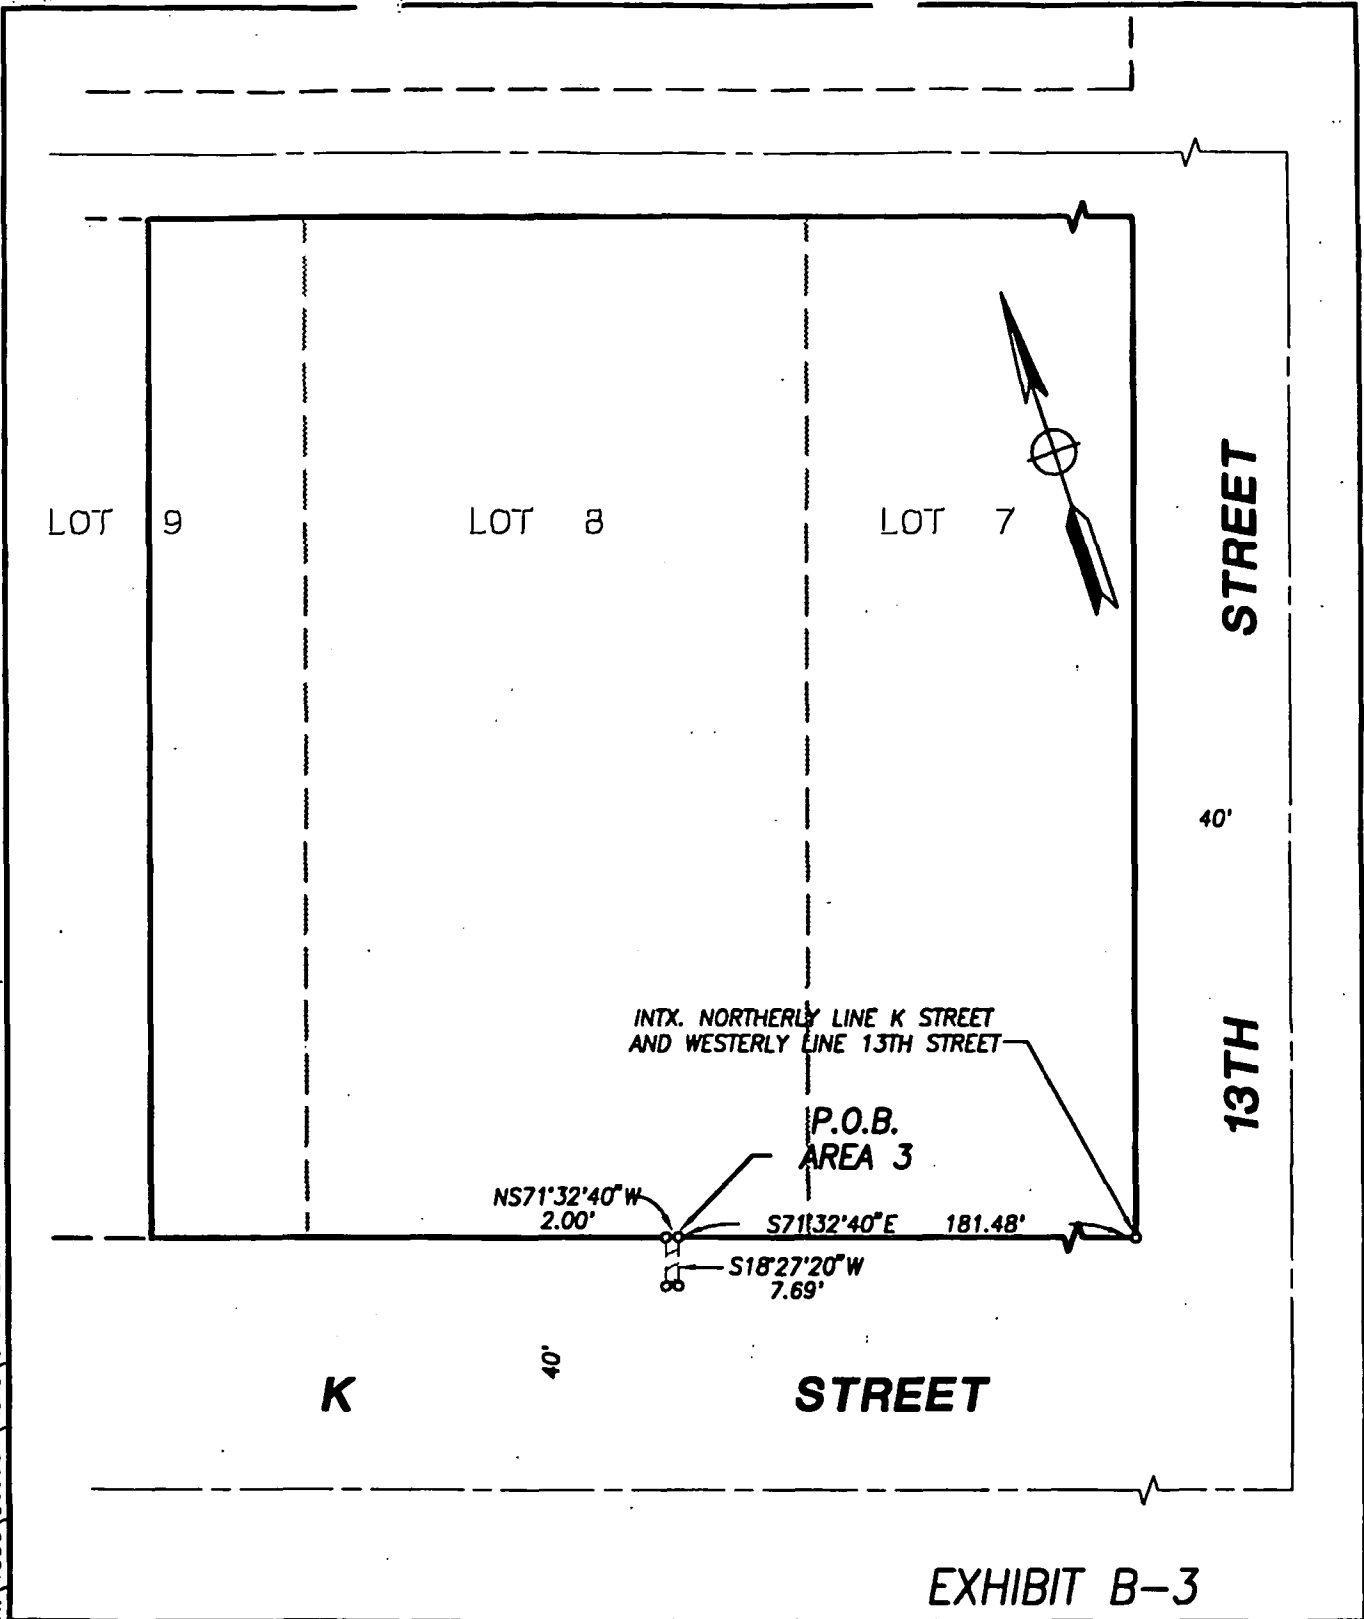 LOT 9
LOT 8
LOT 7
STREET
40'
INTX. NORTHERLY LINE K STREET
AND WESTERLY LINE 13TH STREET
13TH
P.O.B.
AREA 3
NS71°32'40"W
2.00'
S71°32'40"E 181.48'
S18°27'20"W
7.69'
40'
K STREET
EXHIBIT B-3